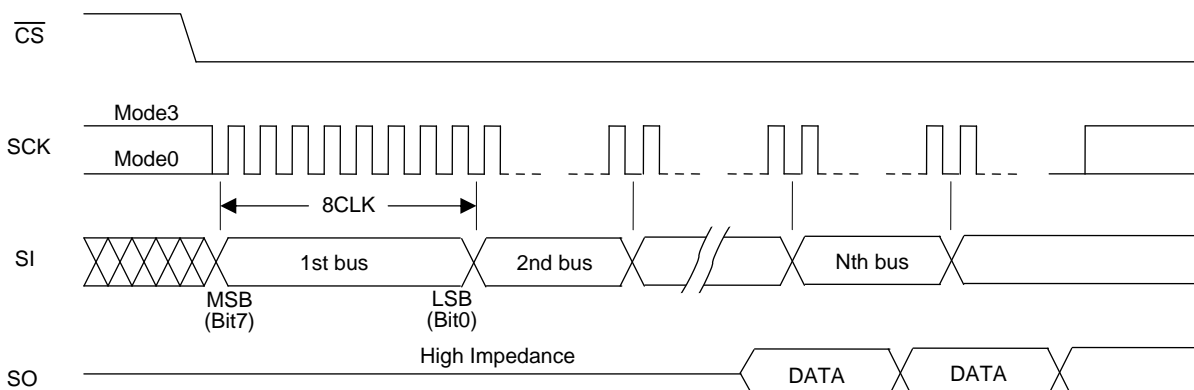 CS
Mode3
SCK
Mode0
8CLK
SI
1st bus
2nd bus
Nth bus
MSB
(Bit7)
LSB
(Bit0)
High Impedance
SO
DATA
DATA